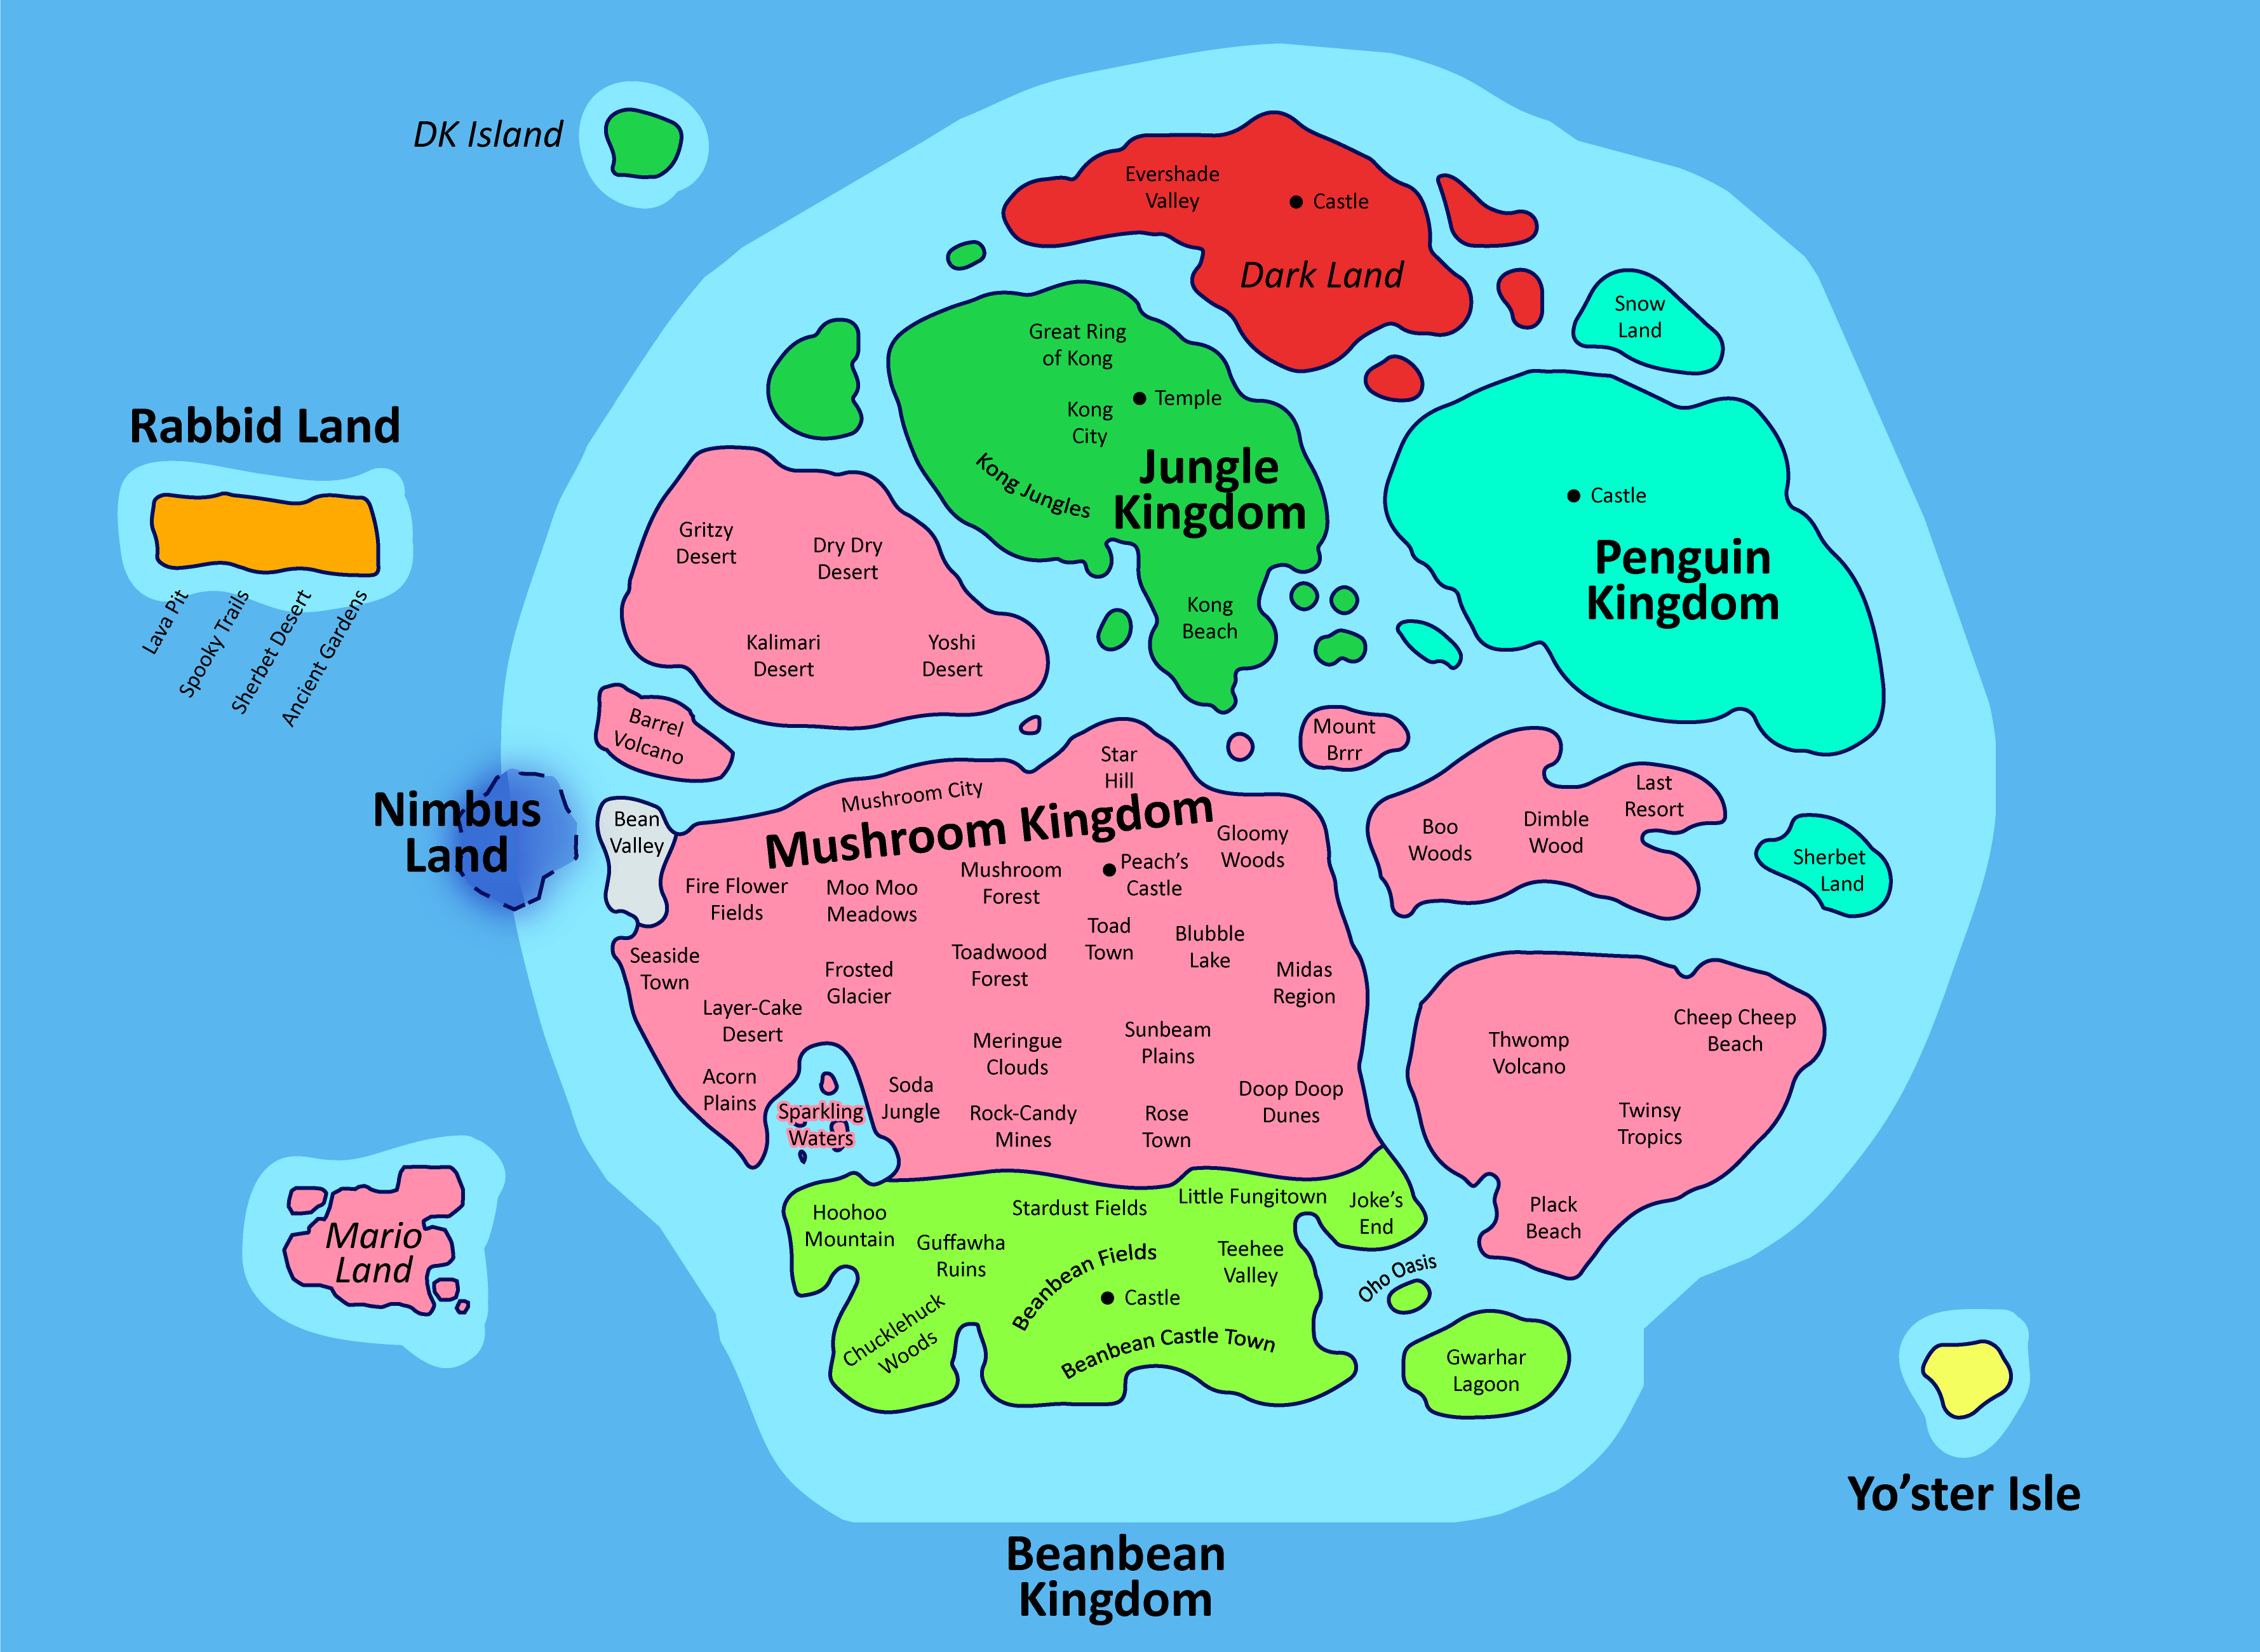 DK Island
Evershade
Valley
Castle
Dark Land
Snow
Land
Great Ring
of Kong
Temple
Kong
City
Jungle
Kingdom
Kong Jungles
Kong
Beach
Rabbid Land
Lava Pit
Spooky Trails
Sherbet Desert
Ancient Gardens
Castle
Penguin
Kingdom
Gritzy
Desert
Dry Dry
Desert
Kalimari
Desert
Yoshi
Desert
Barrel
Volcano
Mount
Brrr
Star
Hill
Mushroom City
Mushroom Kingdom
Nimbus
Land
Bean
Valley
Gloomy
Woods
Boo
Woods
Dimble
Wood
Last
Resort
Sherbet
Land
Fire Flower
Fields
Moo Moo
Meadows
Mushroom
Forest
Peach’s
Castle
Toad
Town
Blubble
Lake
Seaside
Town
Frosted
Glacier
Toadwood
Forest
Midas
Region
Layer-Cake
Desert
Meringue
Clouds
Sunbeam
Plains
Thwomp
Volcano
Cheep Cheep
Beach
Acorn
Plains
Sparkling
Waters
Soda
Jungle
Rock-Candy
Mines
Rose
Town
Doop Doop
Dunes
Twinsy
Tropics
Plack
Beach
Mario
Land
Hoohoo
Mountain
Stardust Fields
Little Fungitown
Joke’s
End
Guffawha
Ruins
Beanbean Fields
Teehee
Valley
Oho Oasis
Castle
Chucklehuck
Woods
Beanbean Castle Town
Gwarhar
Lagoon
Yo’ster Isle
Beanbean
Kingdom